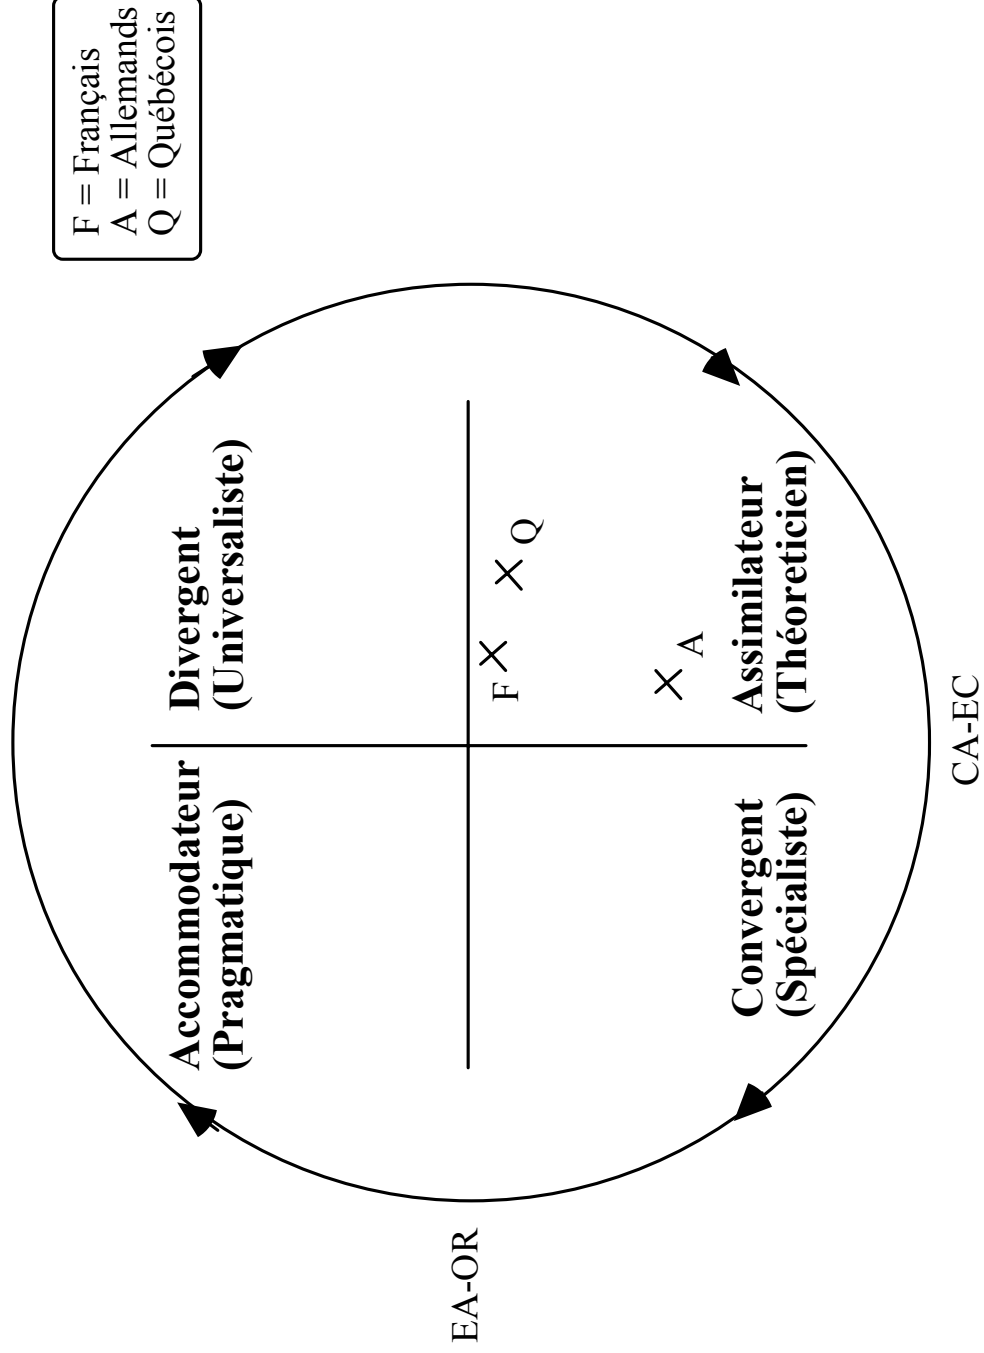 F = Français
A = Allemands
Q = Québécois
Accommodateur
(Pragmatique)
Divergent
(Universaliste)
EA-OR
F
Q
A
Convergent
(Spécialiste)
Assimilateur
(Théoreticien)
CA-EC